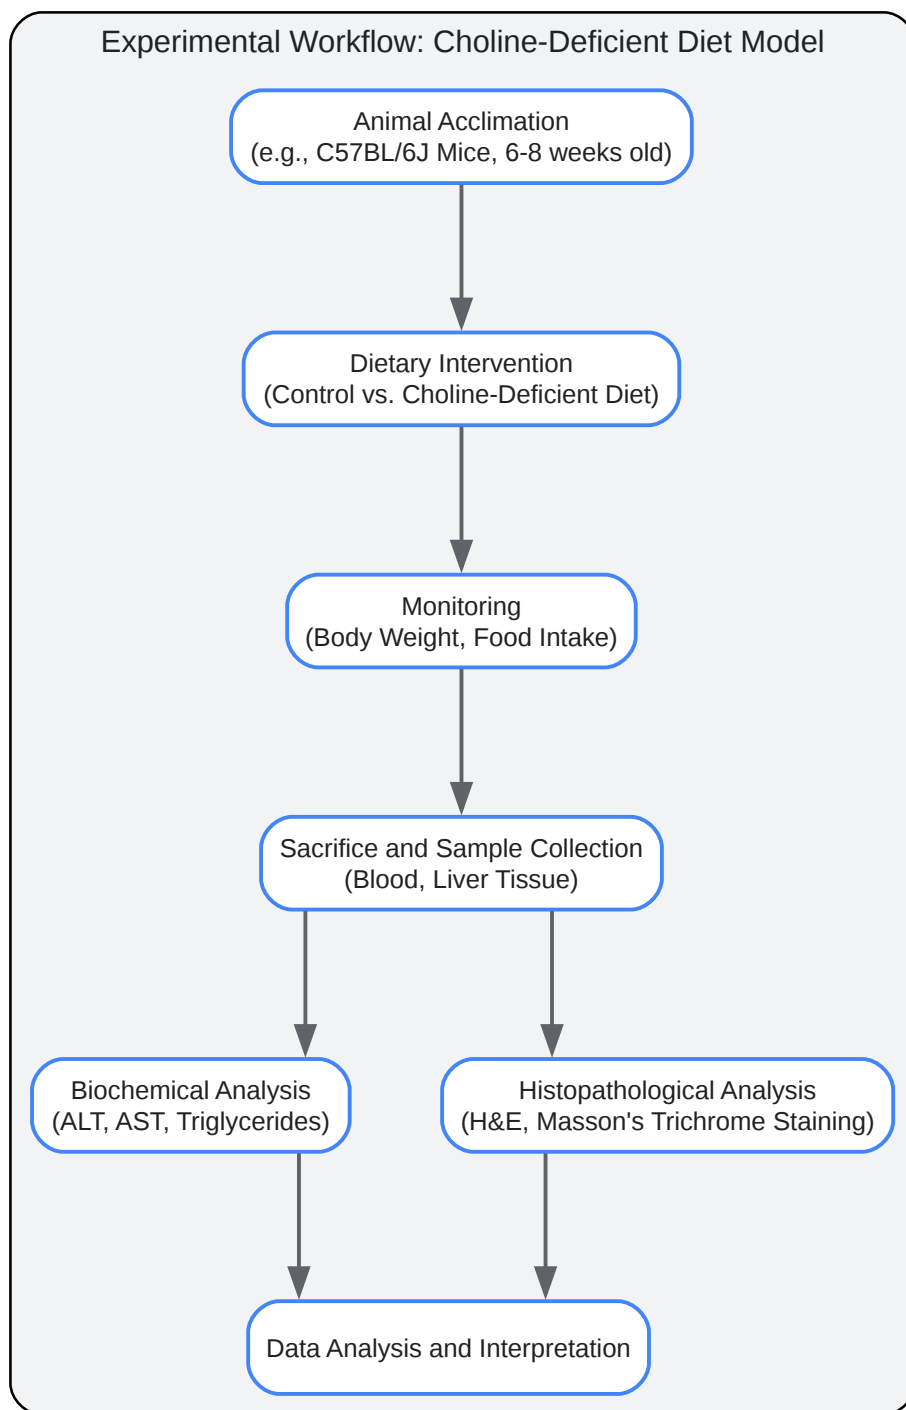 Experimental Workflow: Choline-Deficient Diet Model
Animal Acclimation
(e.g., C57BL/6J Mice, 6-8 weeks old)
Dietary Intervention
(Control vs. Choline-Deficient Diet)
Monitoring
(Body Weight, Food Intake)
Sacrifice and Sample Collection
(Blood, Liver Tissue)
Biochemical Analysis
(ALT, AST, Triglycerides)
Histopathological Analysis
(H&E, Masson's Trichrome Staining)
Data Analysis and Interpretation